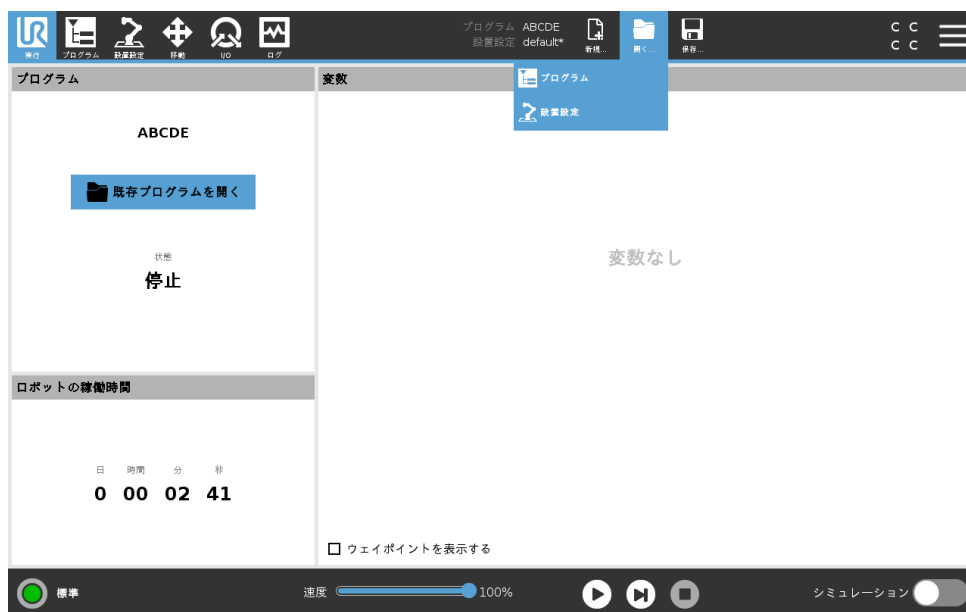 UR
実行
プログラム
設置設定
移動
I/O
ログ
プログラム ABCDE
設置設定 default*
新規...
開く...
保存...
C C
C C
プログラム
設置設定
プログラム
変数
ABCDE
既存プログラムを開く
状態
停止
変数なし
ロボットの稼働時間
日 時間 分 秒
0 00 02 41
ウェイポイントを表示する
標準
速度 100%
シミュレーション